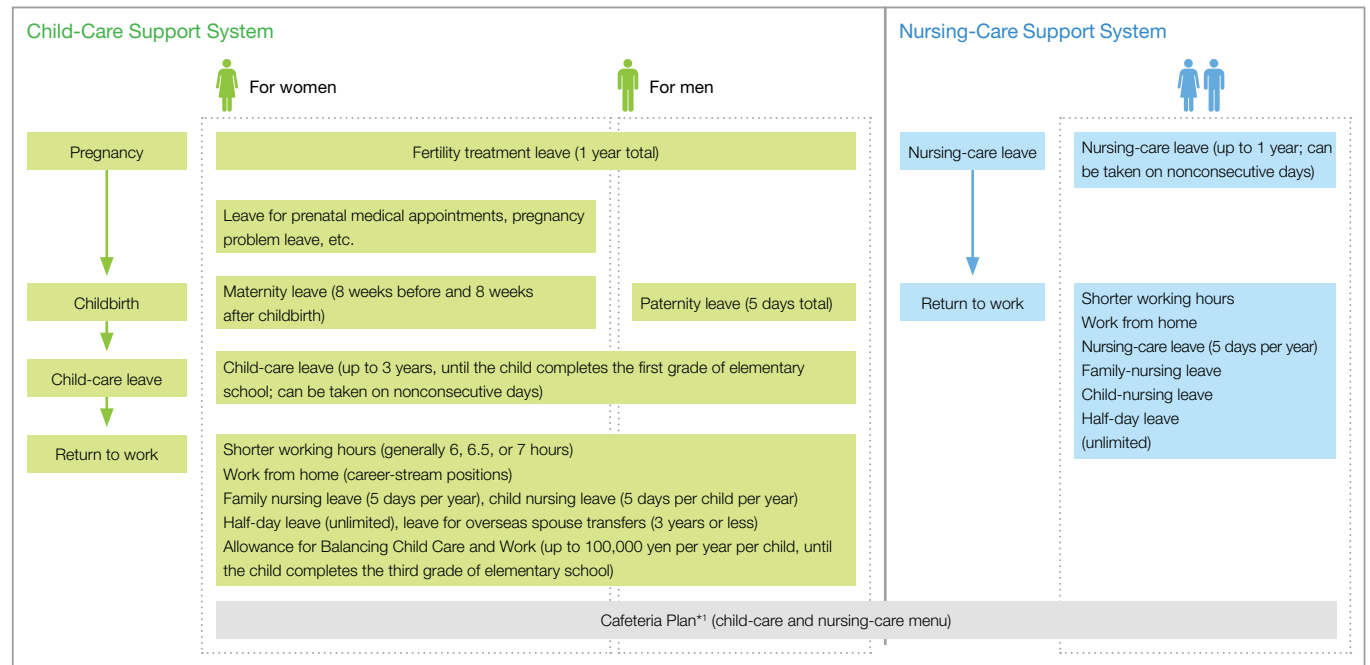 Child-Care Support System
For women
For men
Pregnancy
Fertility treatment leave (1 year total)
Leave for prenatal medical appointments, pregnancy
problem leave, etc.
Childbirth
Maternity leave (8 weeks before and 8 weeks
after childbirth)
Paternity leave (5 days total)
Child-care leave
Child-care leave (up to 3 years, until the child completes the first grade of elementary
school; can be taken on nonconsecutive days)
Return to work
Shorter working hours (generally 6, 6.5, or 7 hours)
Work from home (career-stream positions)
Family nursing leave (5 days per year), child nursing leave (5 days per child per year)
Half-day leave (unlimited), leave for overseas spouse transfers (3 years or less)
Allowance for Balancing Child Care and Work (up to 100,000 yen per year per child, until
the child completes the third grade of elementary school)
Nursing-Care Support System
Nursing-care leave
Nursing-care leave (up to 1 year; can
be taken on nonconsecutive days)
Return to work
Shorter working hours
Work from home
Nursing-care leave (5 days per year)
Family-nursing leave
Child-nursing leave
Half-day leave
(unlimited)
Cafeteria Plan*1 (child-care and nursing-care menu)